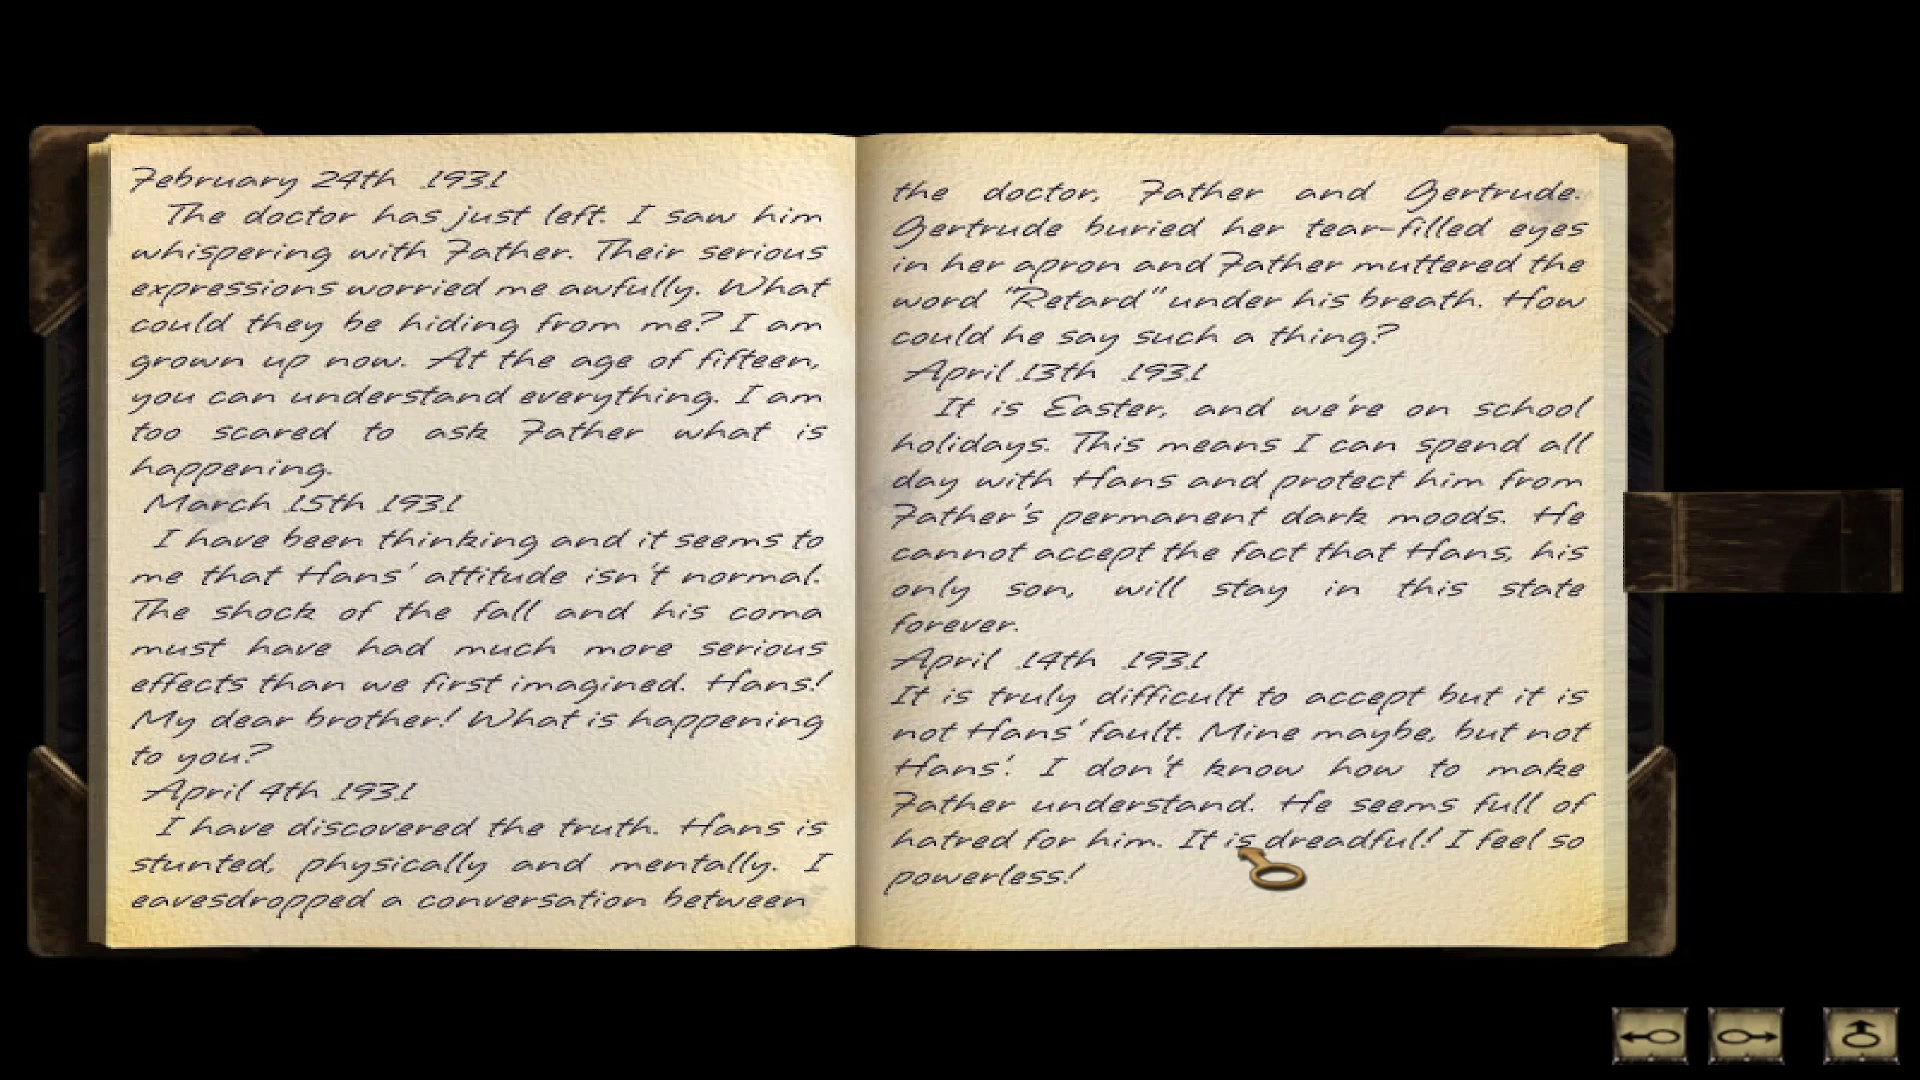 February 24th 1931
The doctor has just left. I saw him
whispering with Father. Their serious
expressions worried me awfully. What
could they be hiding from me? I am
grown up now. At the age of fifteen,
you can understand everything. I am
too scared to ask Father what is
happening.
March 15th 1931
I have been thinking and it seems to
me that Hans' attitude isn't normal.
The shock of the fall and his coma
must have had much more serious
effects than we first imagined. Hans!
My dear brother! What is happening
to you?
April 4th 1931
I have discovered the truth. Hans is
stunted, physically and mentally. I
eavesdropped a conversation between
the doctor, Father and Gertrude.
Gertrude buried her tear-filled eyes
in her apron and Father muttered the
word "Retard" under his breath. How
could he say such a thing?
April 13th 1931
It is Easter, and we're on school
holidays. This means I can spend all
day with Hans and protect him from
Father's permanent dark moods. He
cannot accept the fact that Hans, his
only son, will stay in this state
forever.
April 14th 1931
It is truly difficult to accept but it is
not Hans' fault. Mine maybe, but not
Hans'. I don't know how to make
Father understand. He seems full of
hatred for him. It is dreadful! I feel so
powerless!